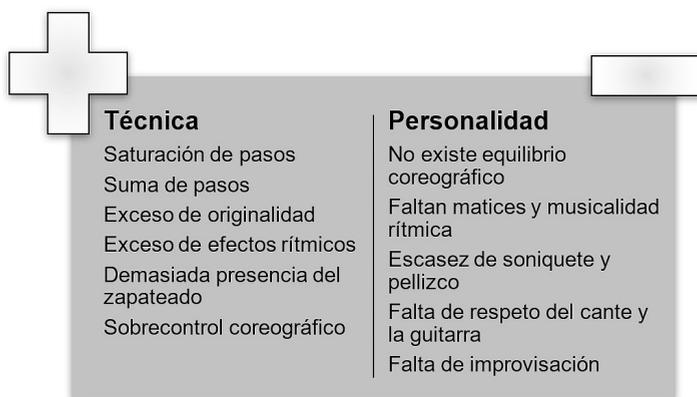 Técnica
Saturación de pasos
Suma de pasos
Exceso de originalidad
Exceso de efectos rítmicos
Demasiada presencia del
zapateado
Sobrecontrol coreográfico
Personalidad
No existe equilibrio
coreográfico
Faltan matices y musicalidad
rítmica
Escasez de soniquete y
pellizco
Falta de respeto del cante y
la guitarra
Falta de improvisación